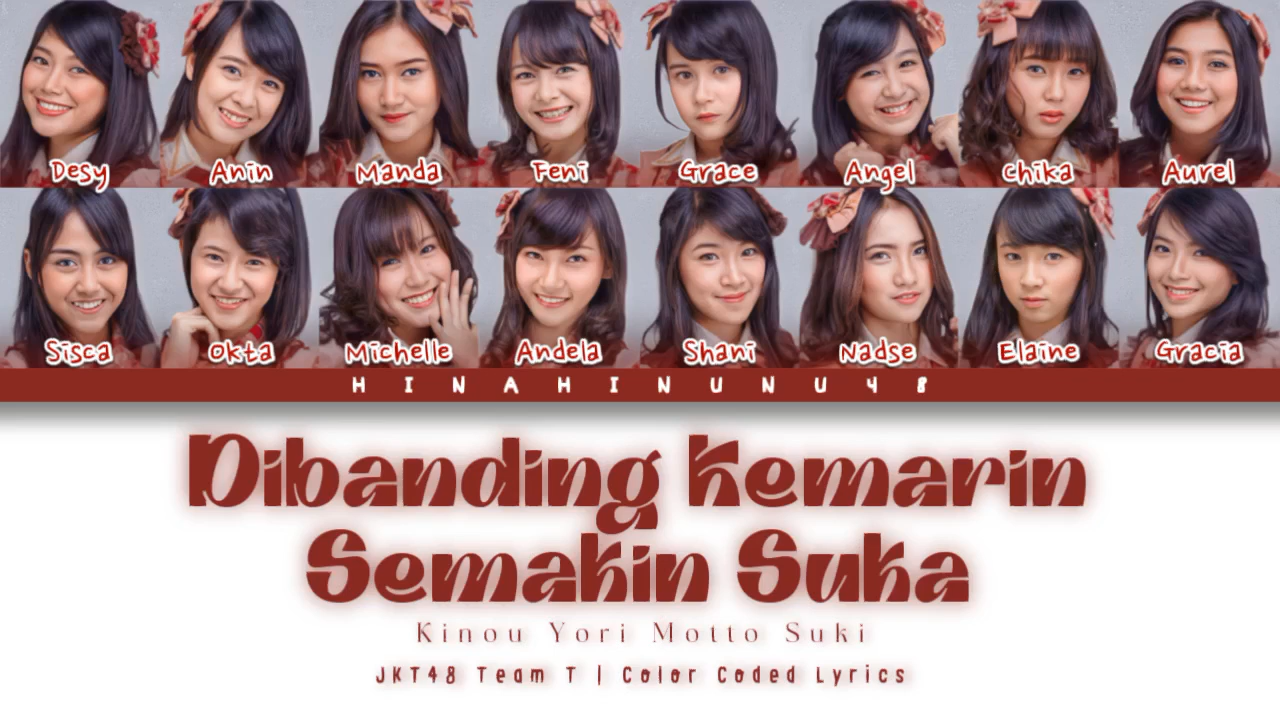 Desy Anin Manda Feni Grace Angel Chika Aurel
Sisca Okta Michelle Andela Shani Nadse Elaine Gracia
HINAHINUNU48
Dibanding Kemarin
Semakin Suka
Kinou Yori Motto Suki
JKT48 Team T | Color Coded Lyrics